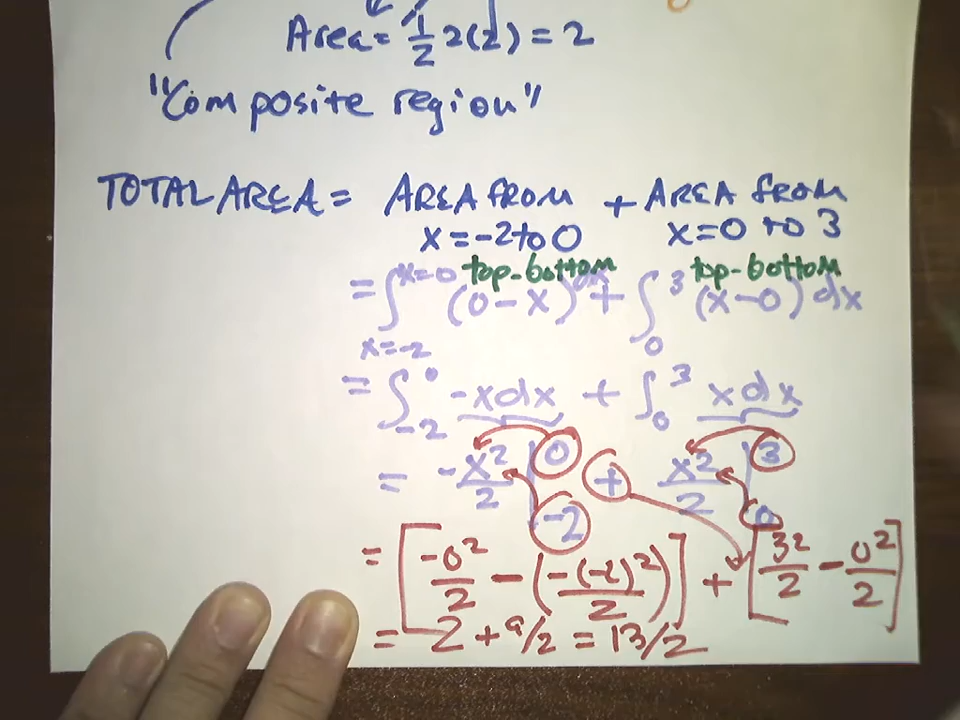 Area = 1/2 2(2) = 2
"Composite region"
TOTAL AREA = AREA FROM + AREA FROM
x = -2 to 0 x = 0 to 3
top-bottom top-bottom
= ∫_{x=-2}^{x=0} (0 - x) dx + ∫_0^3 (x - 0) dx
= ∫_{-2}^0 -x dx + ∫_0^3 x dx
= -x²/2 |_{-2}^0 + x²/2 |_0^3
= [-0²/2 - (-(-2)²/2)] + [3²/2 - 0²/2]
= 2 + 9/2 = 13/2